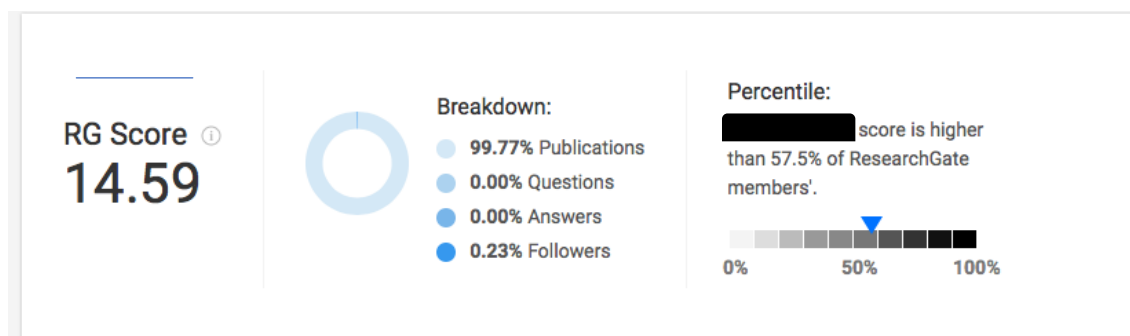 RG Score
14.59
Breakdown:
99.77% Publications
0.00% Questions
0.00% Answers
0.23% Followers
Percentile:
score is higher
than 57.5% of ResearchGate
members'.
0% 50% 100%